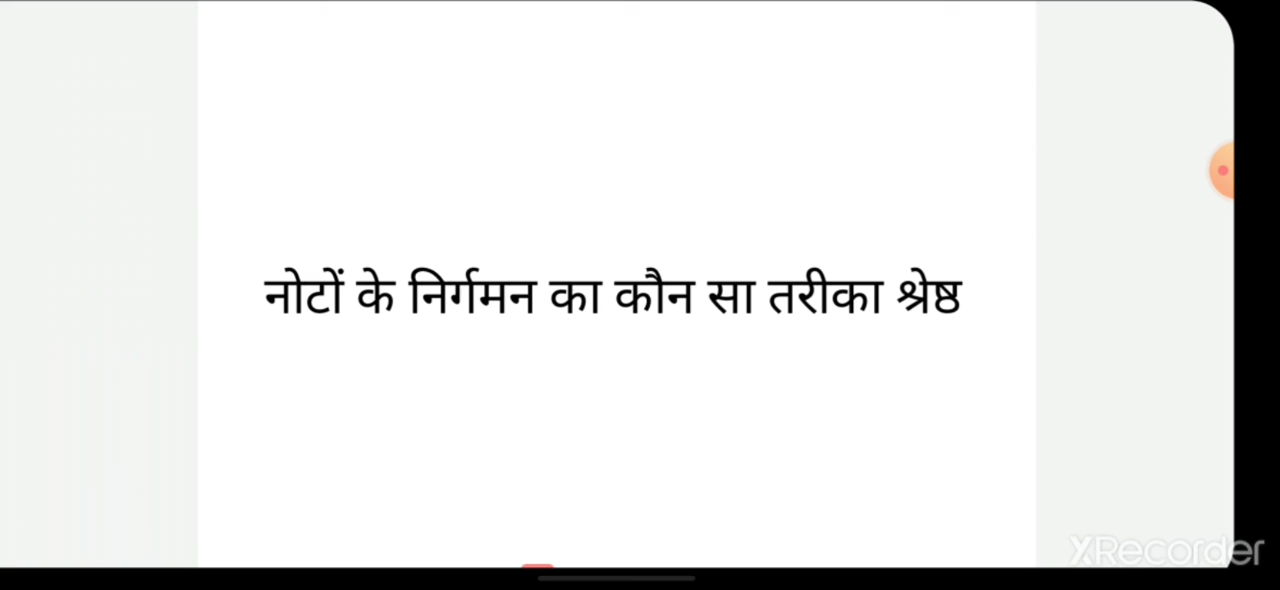 नोटों के निर्गमन का कौन सा तरीका श्रेष्ठ
XRecorder